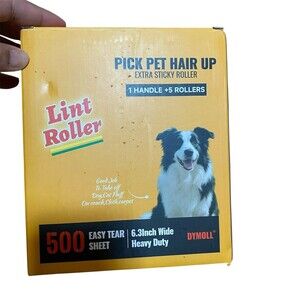 PICK PET HAIR UP
EXTRA STICKY ROLLER
1 HANDLE +5 ROLLERS
Lint
Roller
Good Job
To Take off
Dog,Cat Fluff
Car,couch,Cloth,carpet
500 EASY TEAR SHEET
6.3Inch Wide
Heavy Duty
DYMOLL